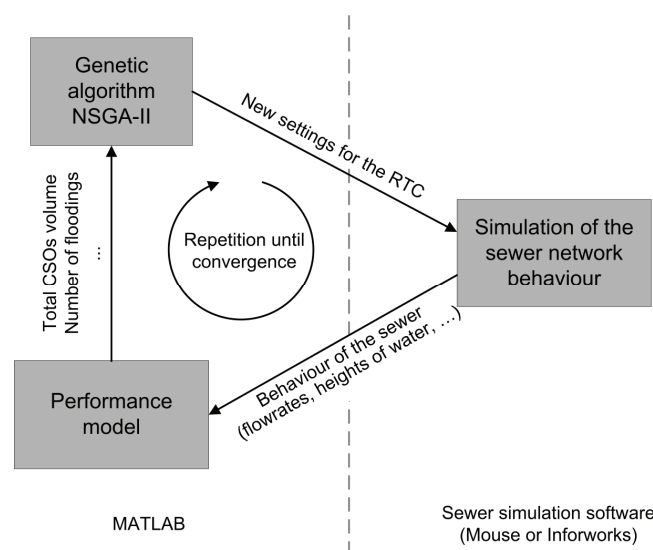 Genetic
algorithm
NSGA-II
New settings for the RTC
Simulation of the
sewer network
behaviour
Total CSOs volume
Number of floodings
...
Repetition until
convergence
Behaviour of the sewer
(flowrates, heights of water, ...)
Performance
model
MATLAB
Sewer simulation software
(Mouse or Inforworks)